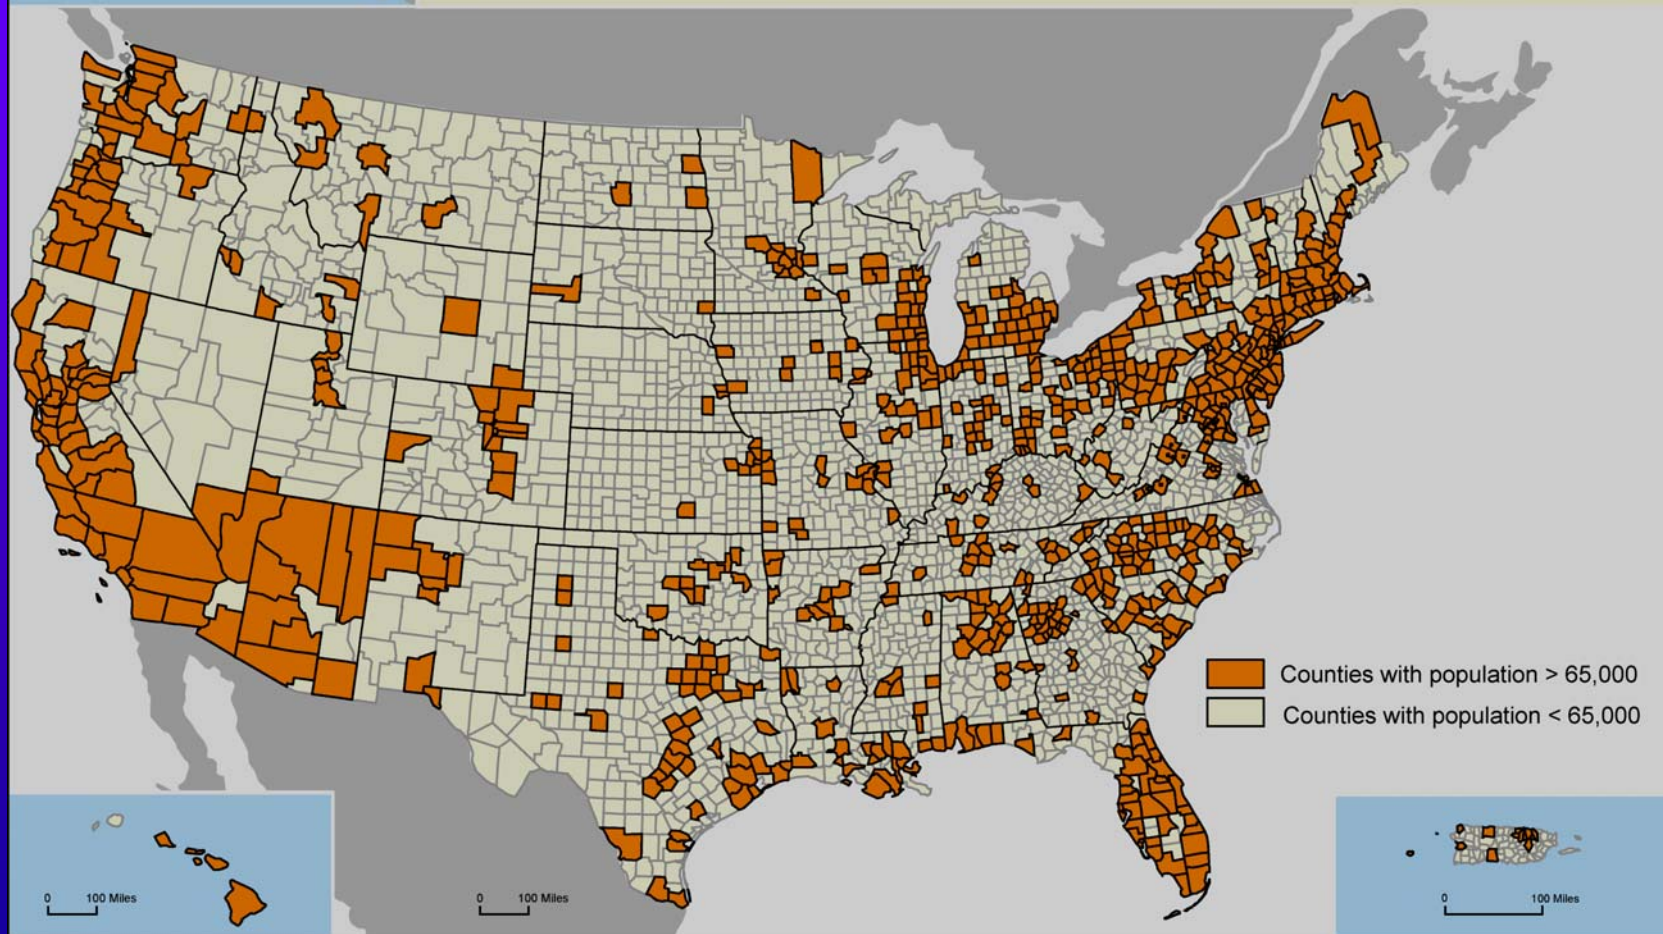 Counties with population > 65,000
Counties with population < 65,000
0 100 Miles
0 100 Miles
0 100 Miles